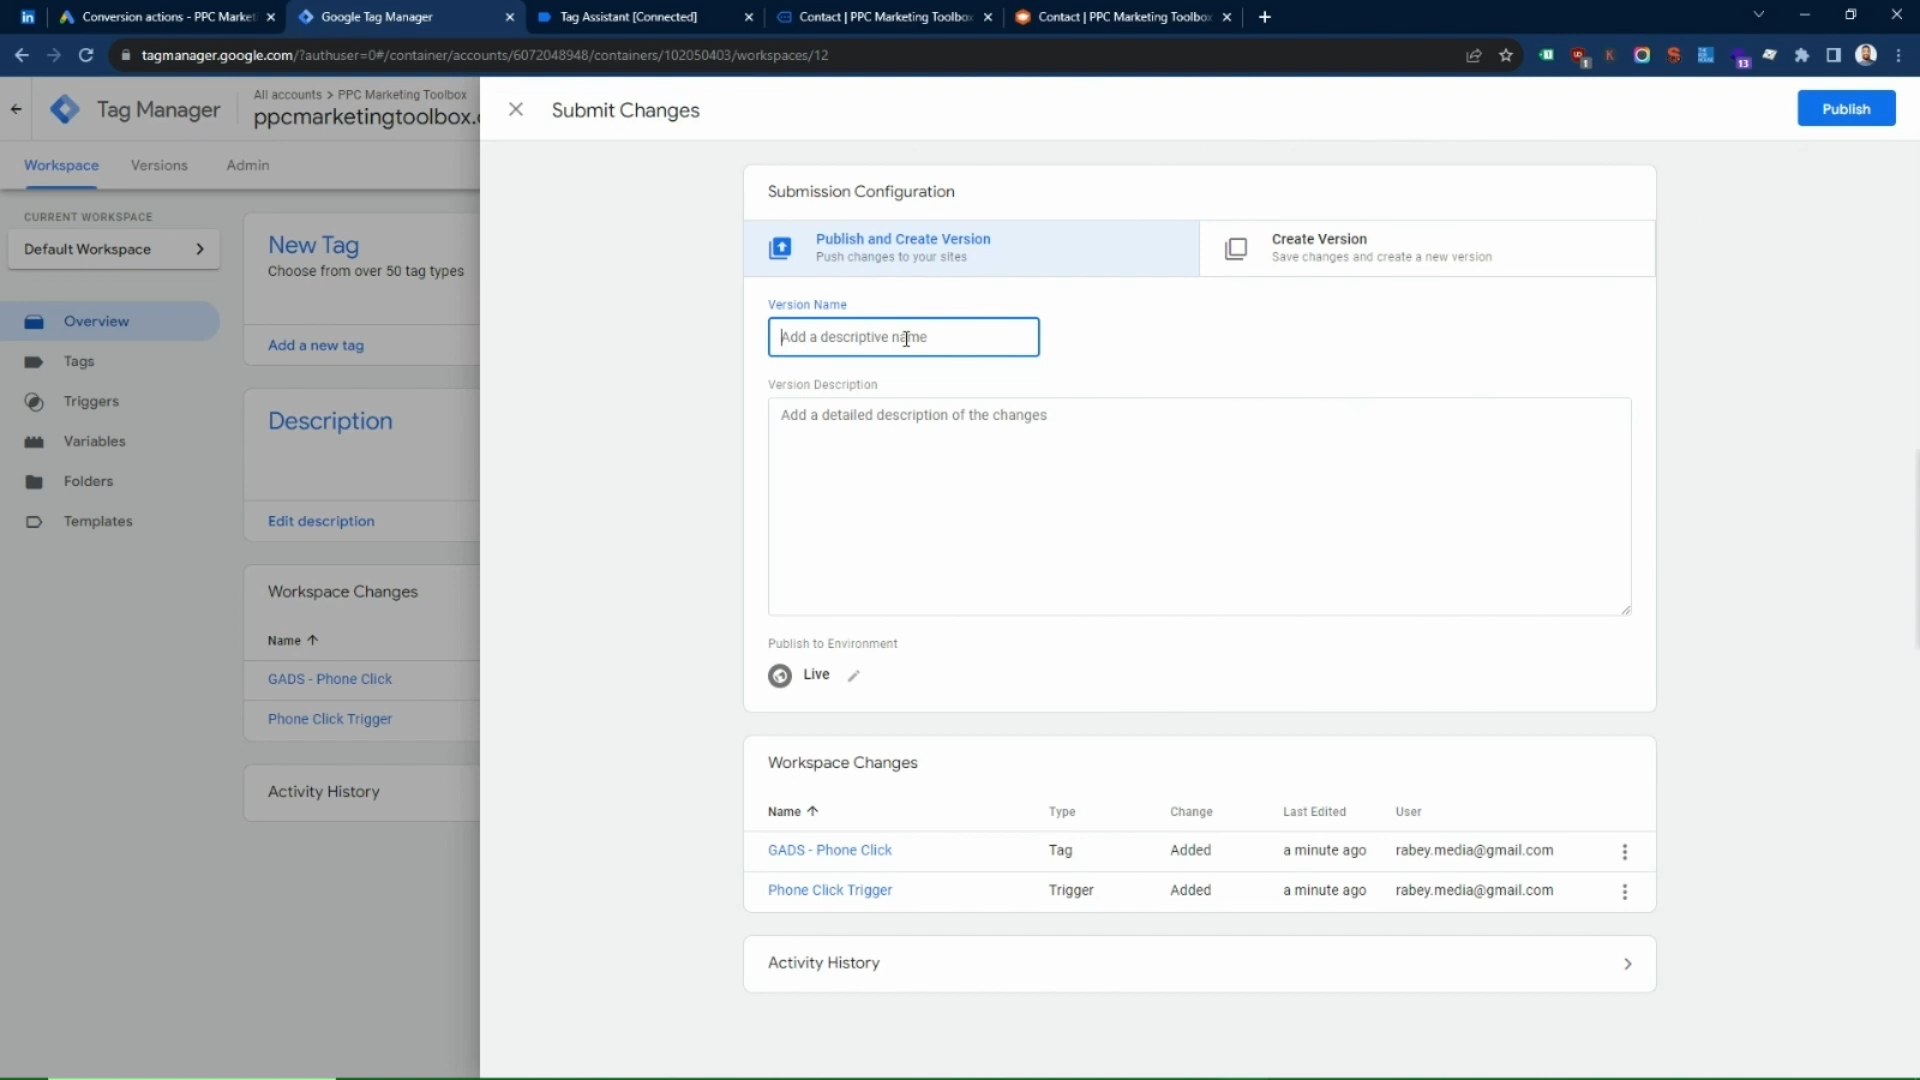 Conversion actions - PPC Market
Google Tag Manager
Tag Assistant [Connected]
Contact | PPC Marketing Toolbox
Contact | PPC Marketing Toolbox
tagmanager.google.com/?authuser=0#/container/accounts/6072048948/containers/102050403/workspaces/12
1
13
Tag Manager
All accounts > PPC Marketing Toolbox
ppcmarketingtoolbox.c
Submit Changes
Publish
Workspace
Versions
Admin
CURRENT WORKSPACE
Default Workspace
Overview
Tags
Triggers
Variables
Folders
Templates
New Tag
Choose from over 50 tag types
Add a new tag
Description
Edit description
Workspace Changes
Name
GADS - Phone Click
Phone Click Trigger
Activity History
Submission Configuration
Publish and Create Version
Push changes to your sites
Create Version
Save changes and create a new version
Version Name
Add a descriptive name
Version Description
Add a detailed description of the changes
Publish to Environment
Live
Workspace Changes
Name Type Change Last Edited User
GADS - Phone Click Tag Added a minute ago rabey.media@gmail.com
Phone Click Trigger Trigger Added a minute ago rabey.media@gmail.com
Activity History